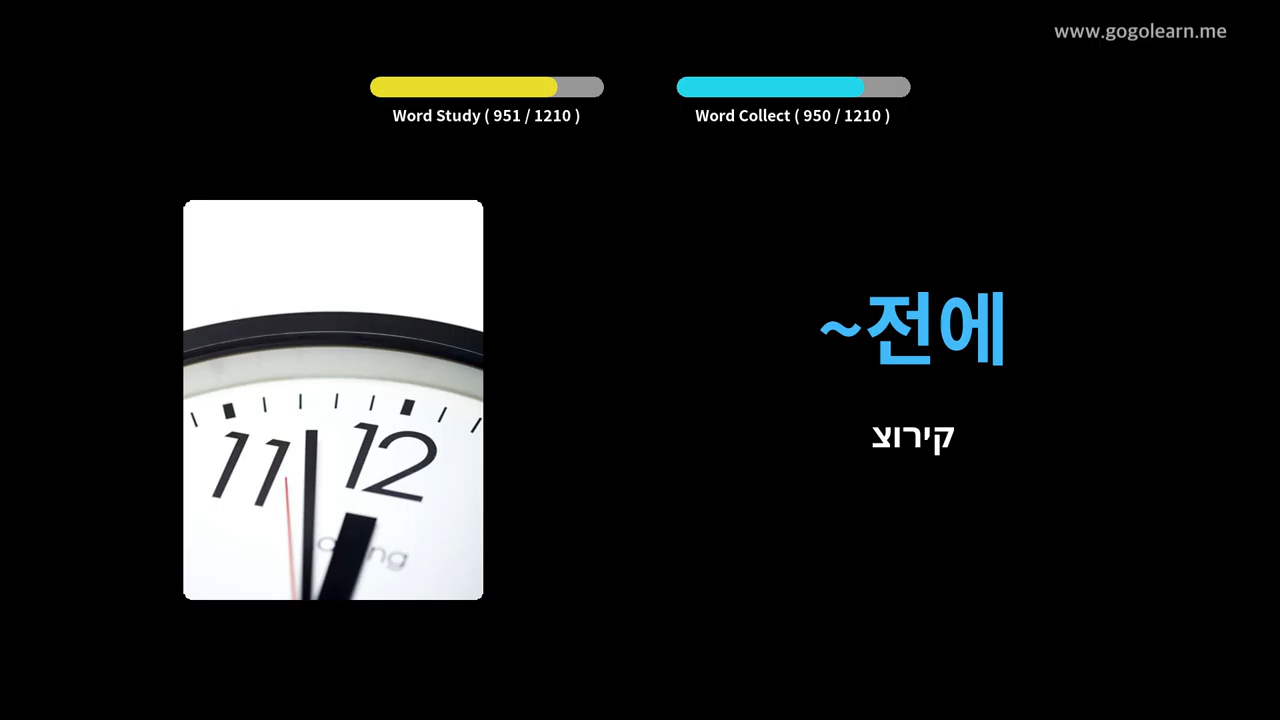 www.gogolearn.me
Word Study ( 951 / 1210 )
Word Collect ( 950 / 1210 )
~전에
קירוצ
11 12